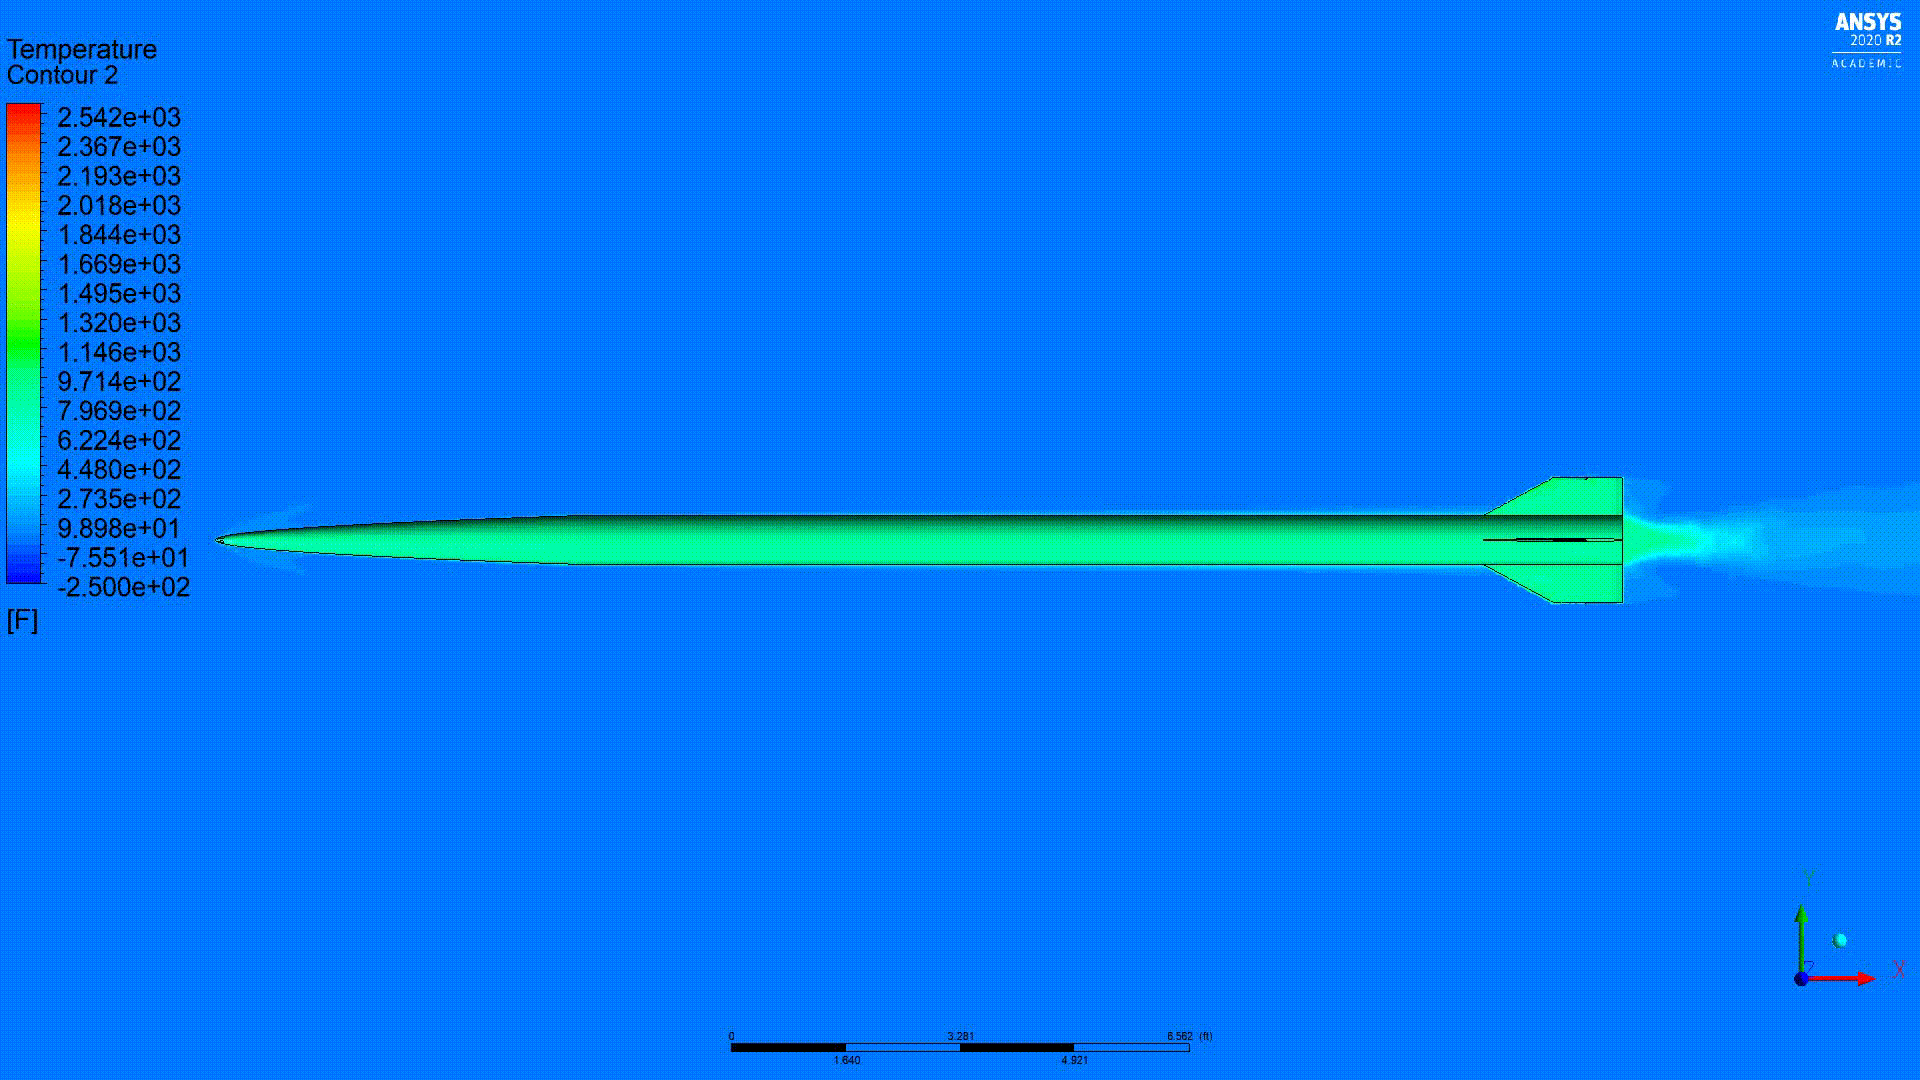 ANSYS
2020 R2
ACADEMIC
Temperature
Contour 2
2.542e+03
2.367e+03
2.193e+03
2.018e+03
1.844e+03
1.669e+03
1.495e+03
1.320e+03
1.146e+03
9.714e+02
7.969e+02
6.224e+02
4.480e+02
2.735e+02
9.898e+01
-7.551e+01
-2.500e+02
[F]
Y
Z X
0 3.281 6.562 (ft)
1.640 4.921